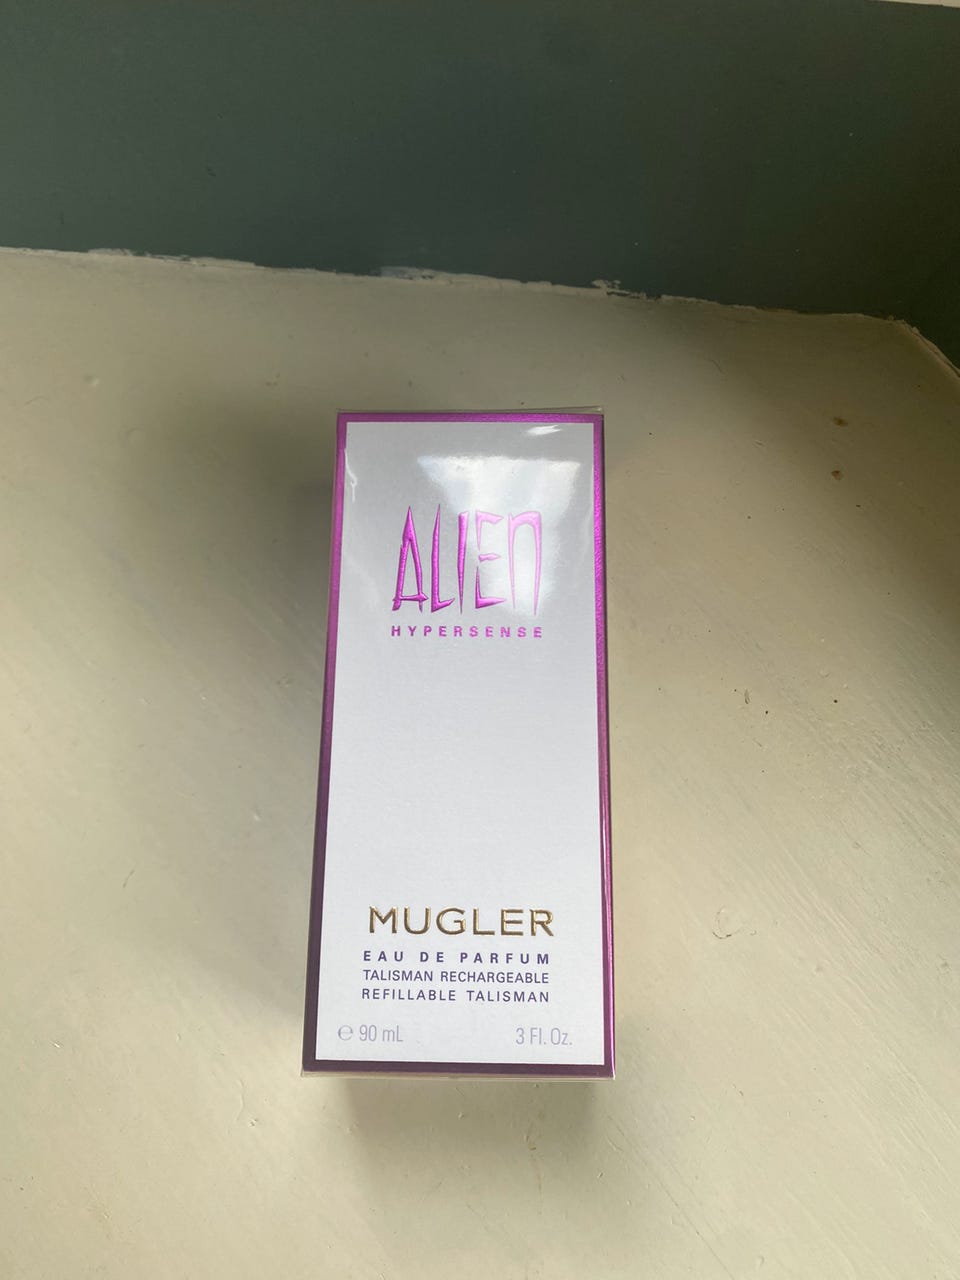 ALIEN
HYPERSENSE
MUGLER
EAU DE PARFUM
TALISMAN RECHARGEABLE
REFILLABLE TALISMAN
℮ 90 mL 3 Fl. Oz.